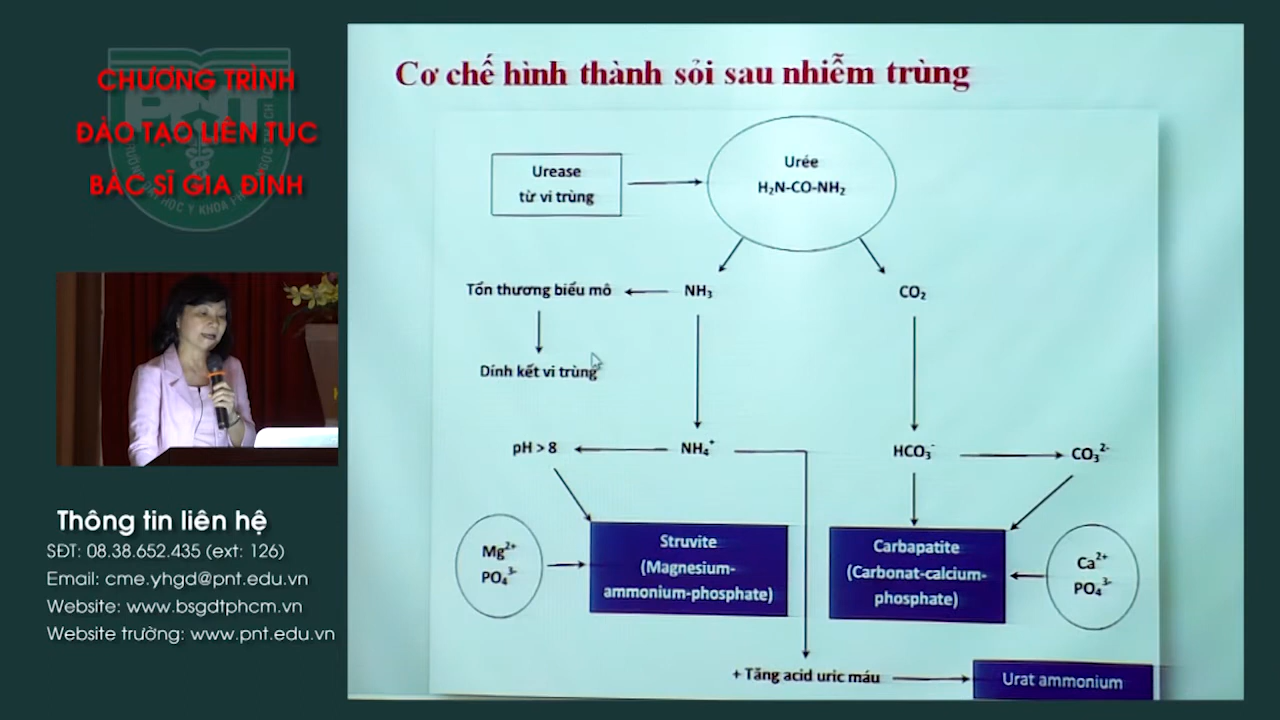 CHƯƠNG TRÌNH
ĐÀO TẠO LIÊN TỤC
BÁC SĨ GIA ĐÌNH
PNT
Thông tin liên hệ
SĐT: 08.38.652.435 (ext: 126)
Email: cme.yhgd@pnt.edu.vn
Website: www.bsgdtphcm.vn
Website trường: www.pnt.edu.vn
Cơ chế hình thành sỏi sau nhiễm trùng
Urease
từ vi trùng
Urée
H₂N-CO-NH₂
Tổn thương biểu mô
NH₃
CO₂
Dính kết vi trùng
pH > 8
NH₄⁺
HCO₃⁻
CO₃²⁻
Mg²⁺
PO₄³⁻
Struvite
(Magnesium-
ammonium-phosphate)
Carbapatite
(Carbonat-calcium-
phosphate)
Ca²⁺
PO₄³⁻
+ Tăng acid uric máu
Urat ammonium